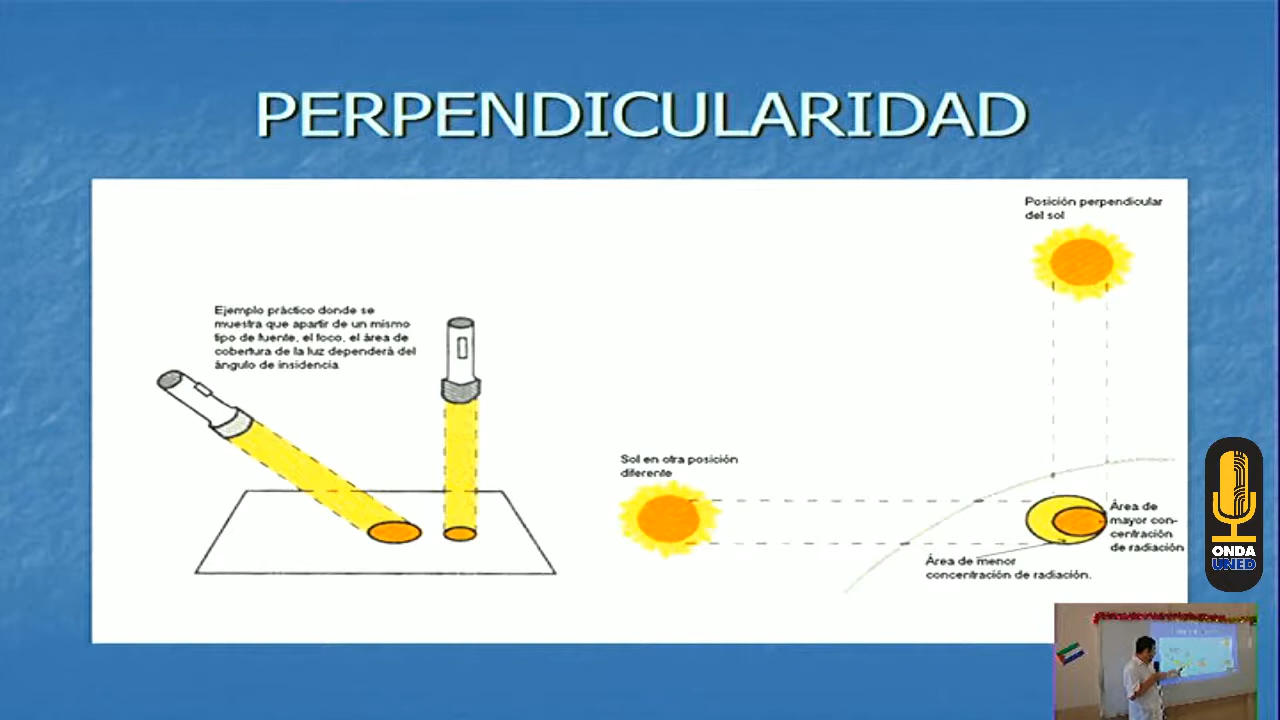 PERPENDICULARIDAD
Posición perpendicular
del sol
Ejemplo pràctico donde se
muestra que apartir de un mismo
tipo de fuente, el foco, el área de
cobertura de la luz dependerà del
ángulo de insidencia
Sol en otra posición
diferente
Área de
mayor con-
centración
de radiación
Área de menor
concentración de radiación.
ONDA
UNED